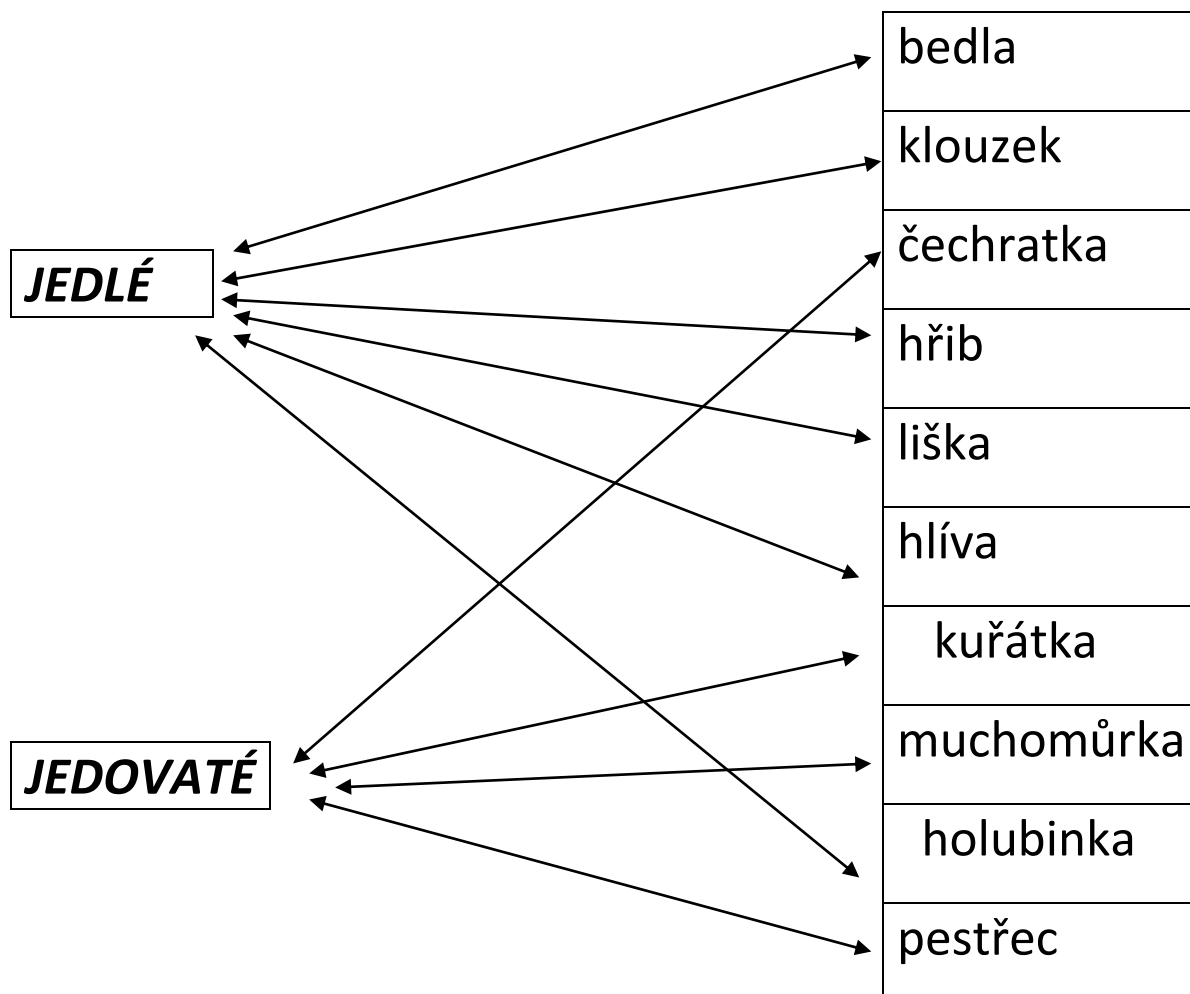 bedla
klouzek
čechratka
JEDLÉ
hřib
liška
hlíva
kuřátka
muchomůrka
JEDOVATÉ
holubinka
pestřec